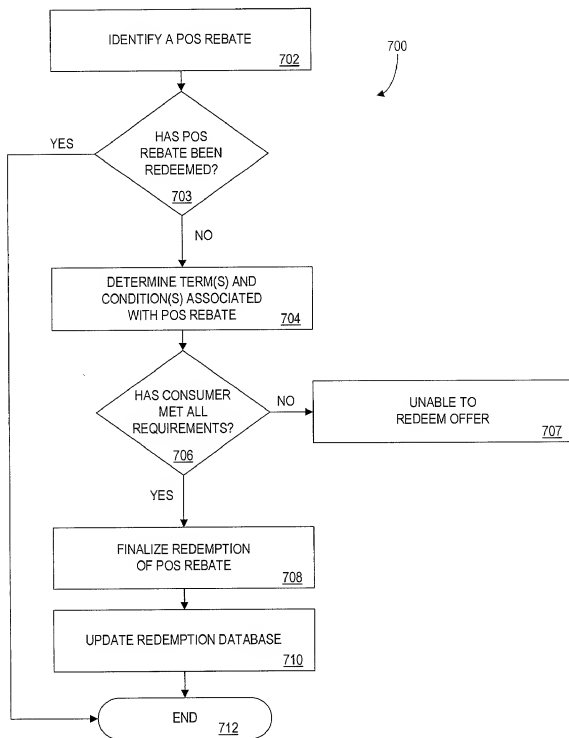 IDENTIFY A POS REBATE
702
700
HAS POS
REBATE BEEN
REDEEMED?
703
YES
NO
DETERMINE TERM(S) AND
CONDITION(S) ASSOCIATED
WITH POS REBATE
704
HAS CONSUMER
MET ALL
REQUIREMENTS?
706
NO
UNABLE TO
REDEEM OFFER
707
YES
FINALIZE REDEMPTION
OF POS REBATE
708
UPDATE REDEMPTION DATABASE
710
END
712